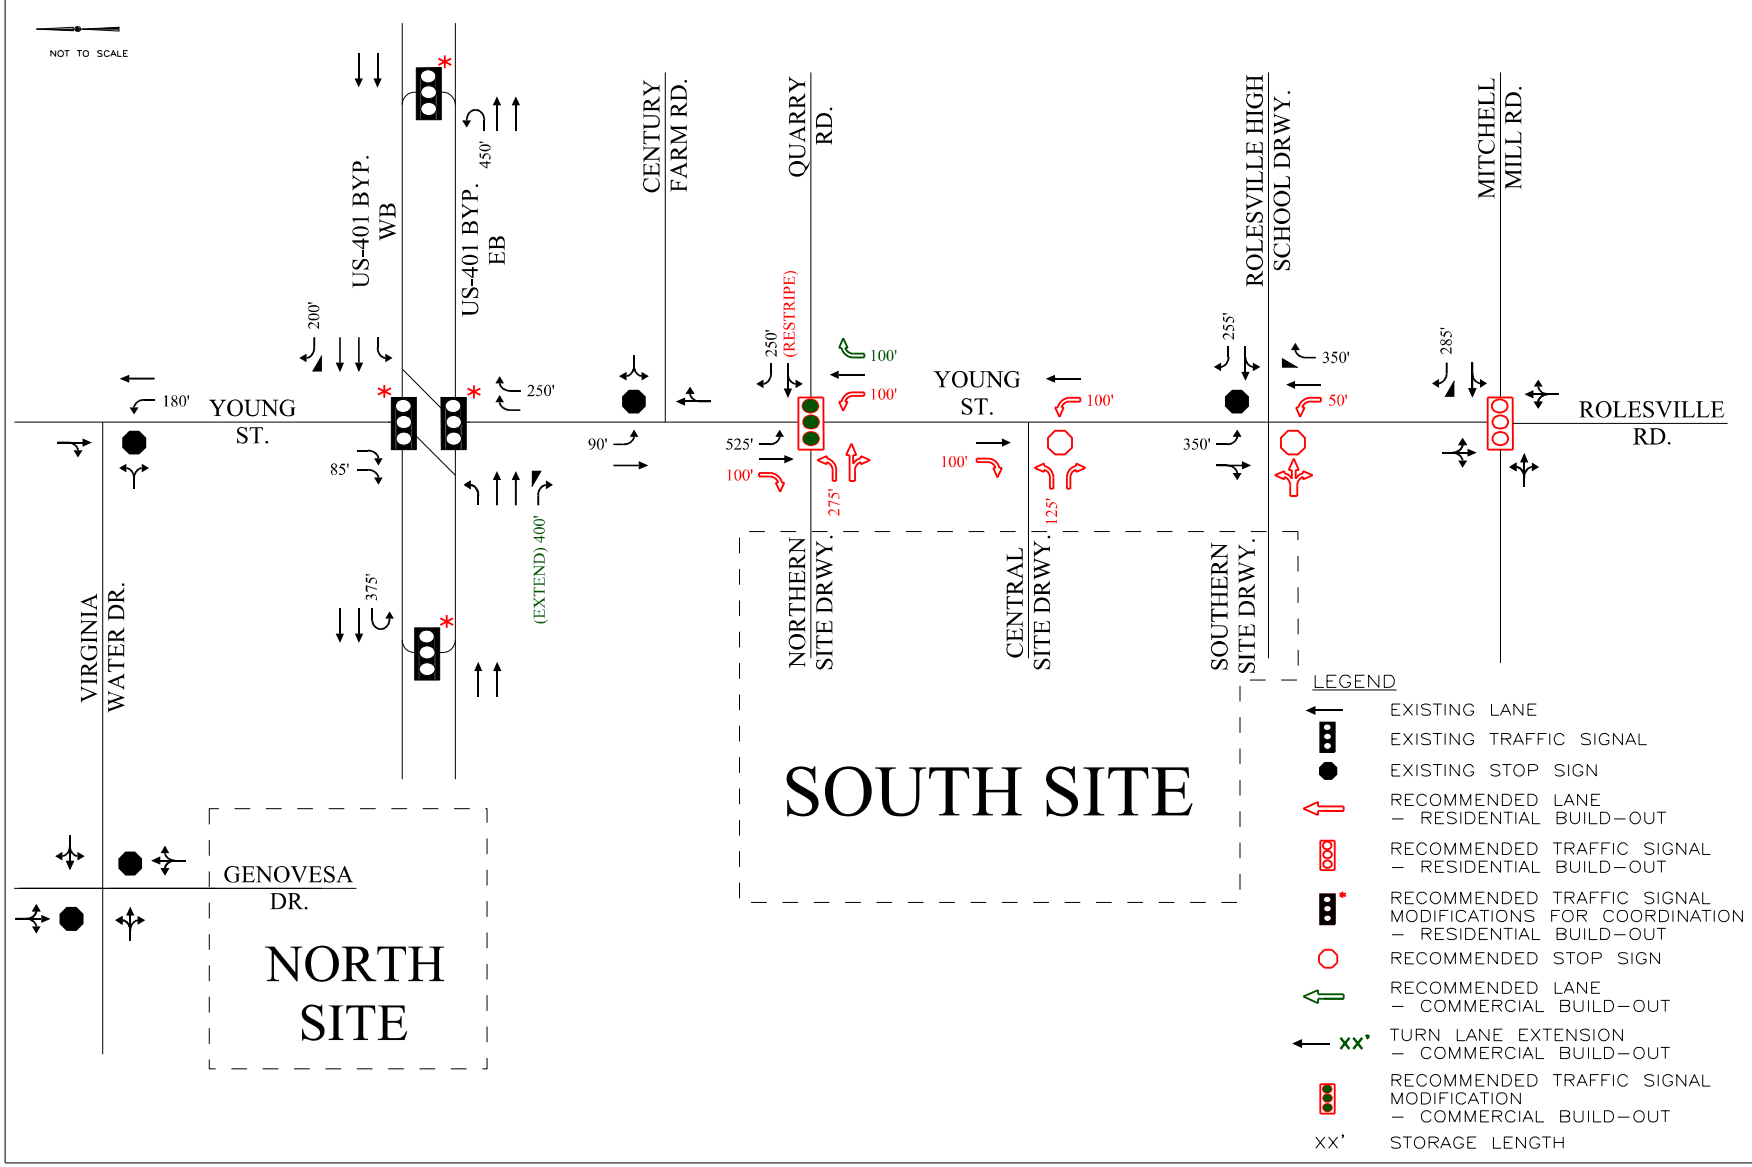 NOT TO SCALE
US-401 BYP.
WB
US-401 BYP.
EB
450'
CENTURY
FARM RD.
QUARRY
RD.
ROLESVILLE HIGH
SCHOOL DRWY.
MITCHELL
MILL RD.
200'
250'
(RESTRIPE)
100'
255'
350'
285'
180'
YOUNG
ST.
250'
100'
YOUNG
ST.
100'
50'
ROLESVILLE
RD.
85'
90'
525'
100'
275'
100'
125'
350'
(EXTEND) 400'
375'
VIRGINIA
WATER DR.
NORTHERN
SITE DRWY.
CENTRAL
SITE DRWY.
SOUTHERN
SITE DRWY.
SOUTH SITE
GENOVESA
DR.
NORTH
SITE
LEGEND
EXISTING LANE
EXISTING TRAFFIC SIGNAL
EXISTING STOP SIGN
RECOMMENDED LANE
- RESIDENTIAL BUILD-OUT
RECOMMENDED TRAFFIC SIGNAL
- RESIDENTIAL BUILD-OUT
* RECOMMENDED TRAFFIC SIGNAL
MODIFICATIONS FOR COORDINATION
- RESIDENTIAL BUILD-OUT
RECOMMENDED STOP SIGN
RECOMMENDED LANE
- COMMERCIAL BUILD-OUT
XX' TURN LANE EXTENSION
- COMMERCIAL BUILD-OUT
RECOMMENDED TRAFFIC SIGNAL
MODIFICATION
- COMMERCIAL BUILD-OUT
XX' STORAGE LENGTH